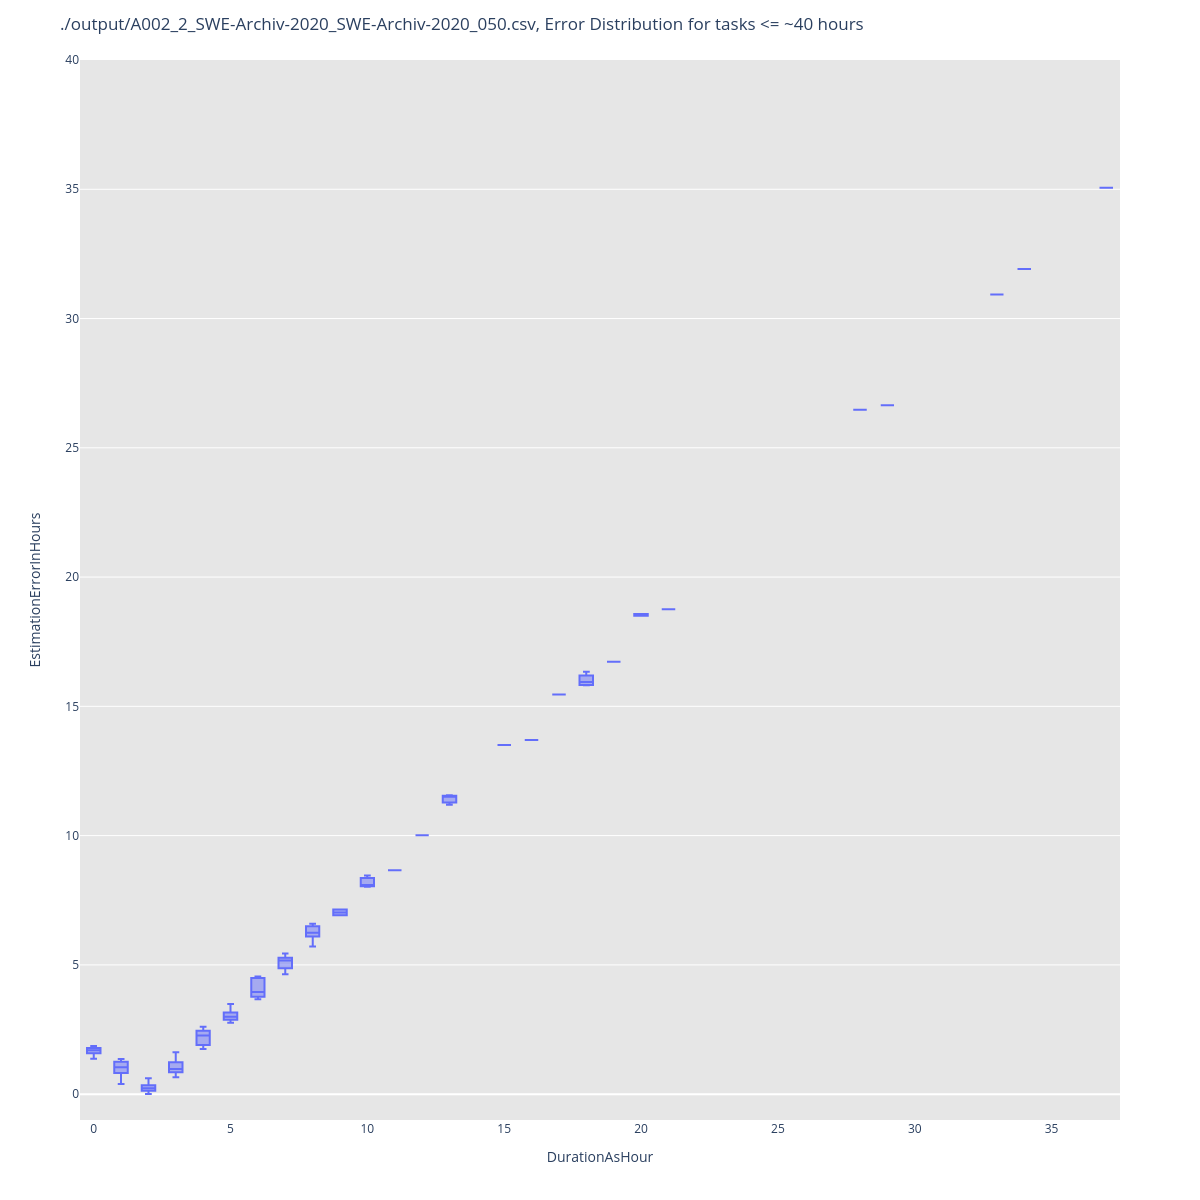 ./output/A002_2_SWE-Archiv-2020_SWE-Archiv-2020_050.csv, Error Distribution for tasks <= ~40 hours
40
35
30
25
20
15
10
5
0
EstimationErrorInHours
0 5 10 15 20 25 30 35
DurationAsHour